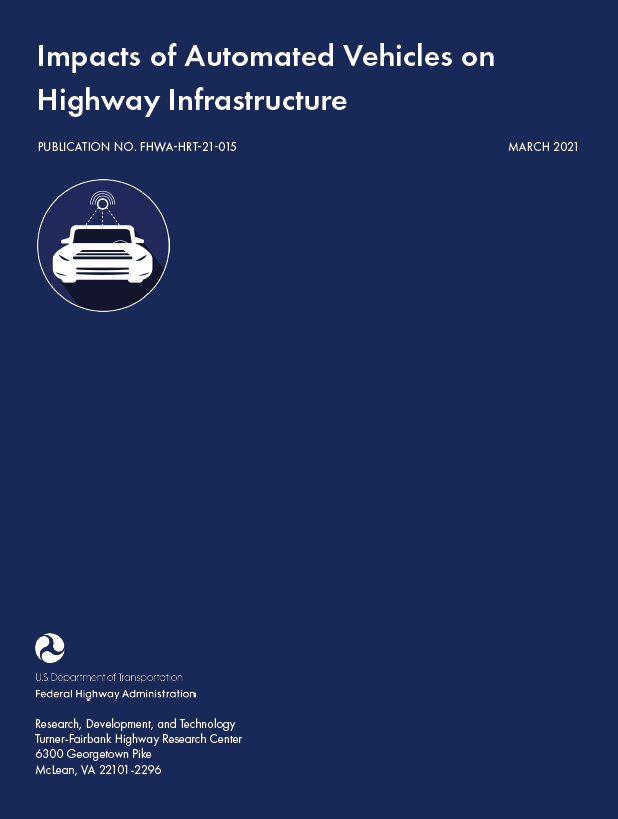 Impacts of Automated Vehicles on
Highway Infrastructure
PUBLICATION NO. FHWA-HRT-21-015 MARCH 2021
U.S. Department of Transportation
Federal Highway Administration
Research, Development, and Technology
Turner-Fairbank Highway Research Center
6300 Georgetown Pike
McLean, VA 22101-2296